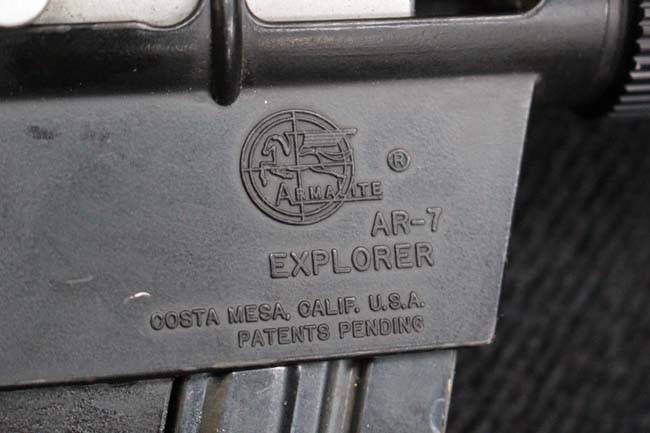 ARMALITE ®
AR-7
EXPLORER
COSTA MESA, CALIF. U.S.A.
PATENTS PENDING